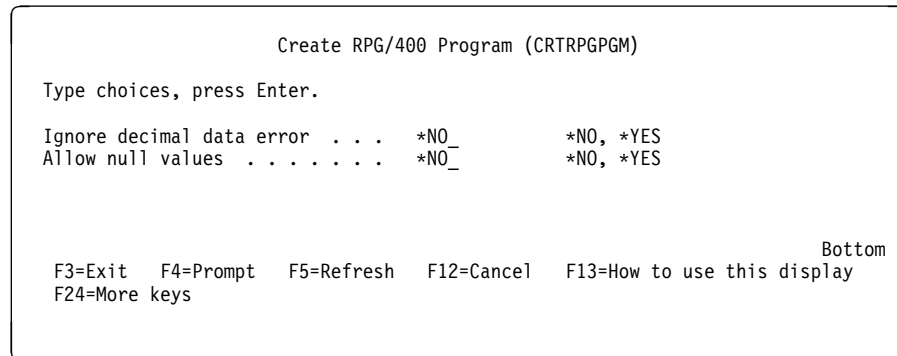 Create RPG/400 Program (CRTRPGPGM)
Type choices, press Enter.
Ignore decimal data error . . . *NO_ *NO, *YES
Allow null values . . . . . . . *NO_ *NO, *YES
Bottom
F3=Exit F4=Prompt F5=Refresh F12=Cancel F13=How to use this display
F24=More keys